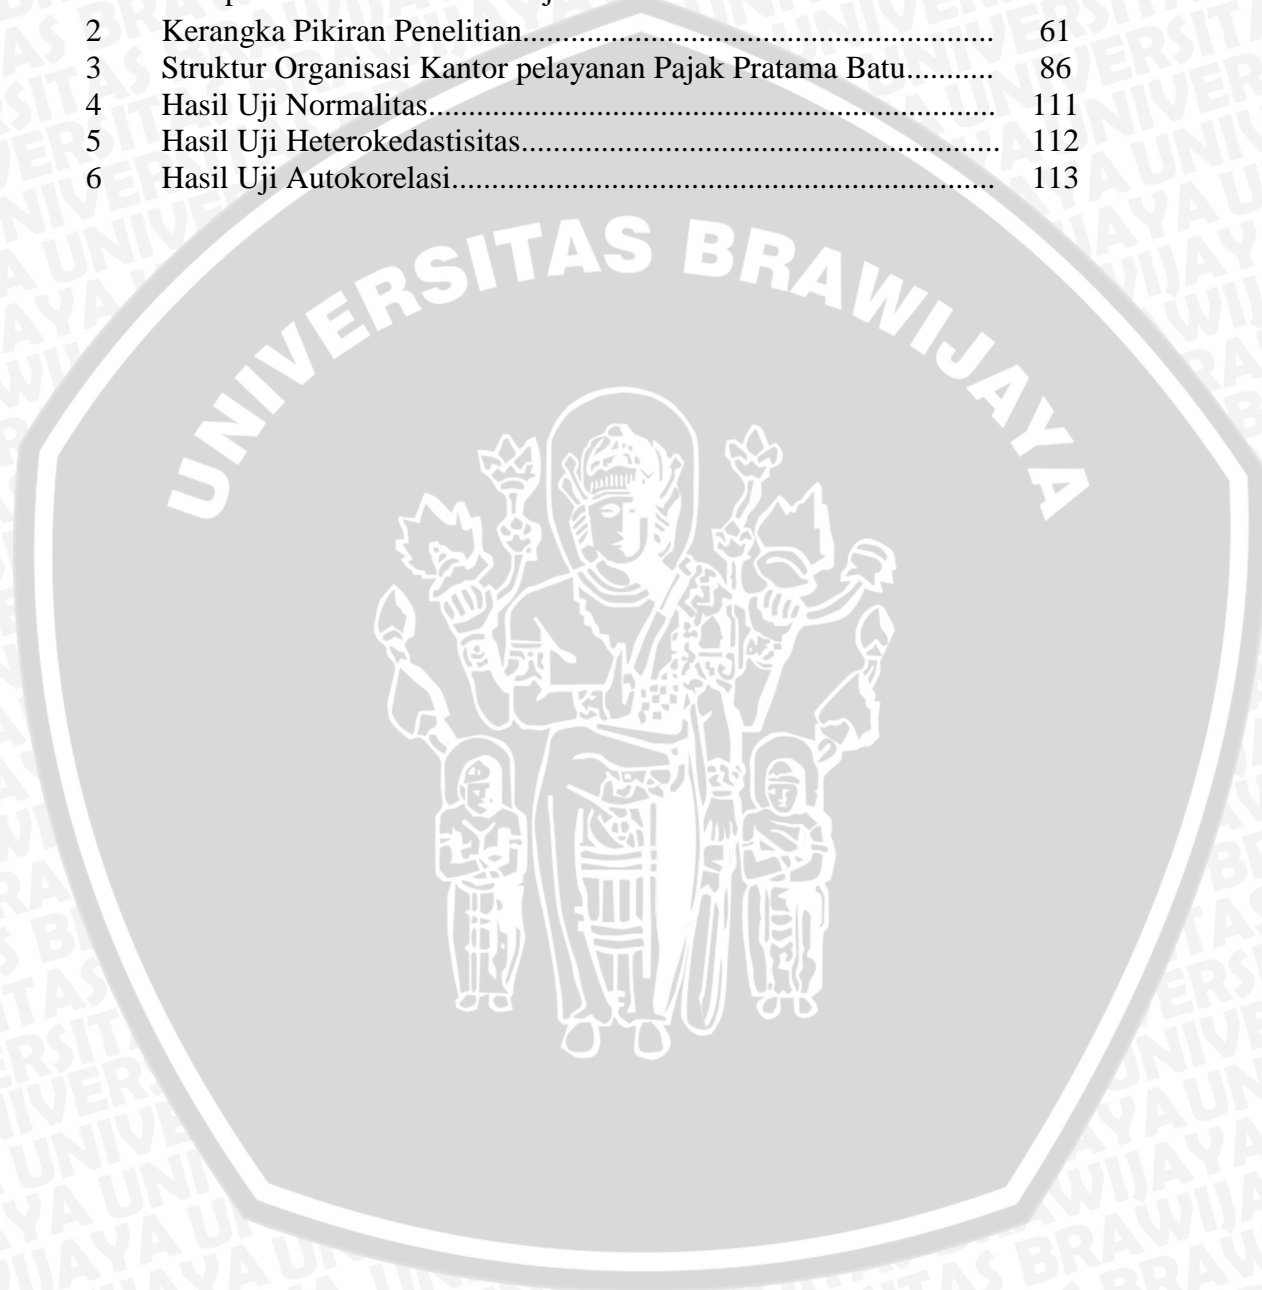 2 Kerangka Pikiran Penelitian........................................................... 61
3 Struktur Organisasi Kantor pelayanan Pajak Pratama Batu........... 86
4 Hasil Uji Normalitas....................................................................... 111
5 Hasil Uji Heterokedastisitas............................................................ 112
6 Hasil Uji Autokorelasi.................................................................... 113
UNIVERSITAS BRAWIJAYA